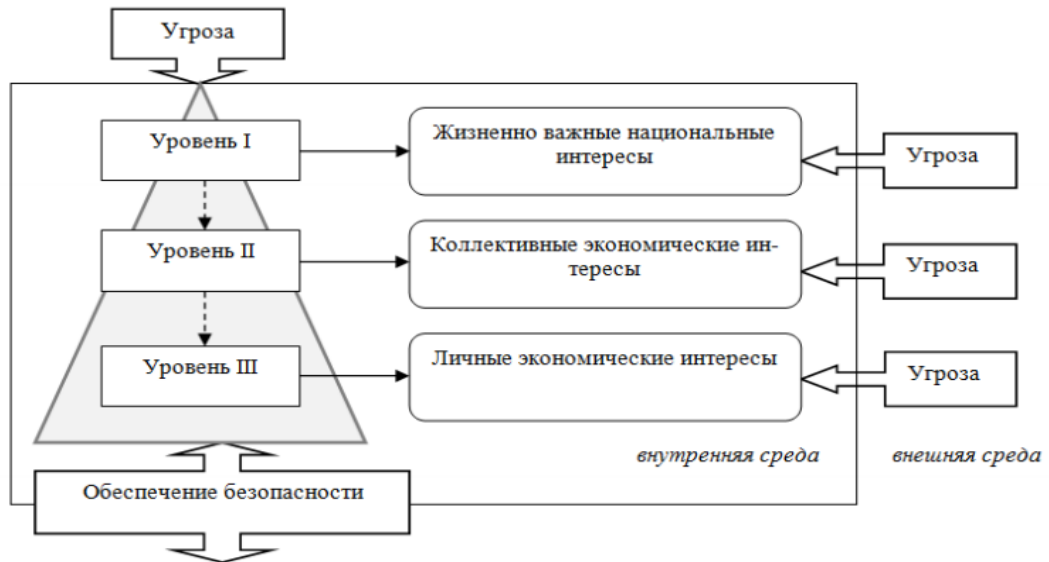 Угроза
Уровень I
Жизненно важные национальные
интересы
Угроза
Уровень II
Коллективные экономические ин-
тересы
Угроза
Уровень III
Личные экономические интересы
Угроза
внутренняя среда
внешняя среда
Обеспечение безопасности